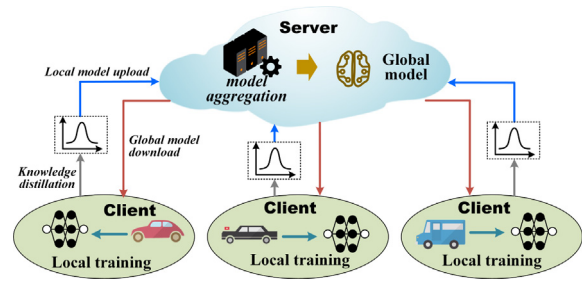 Server
Global
model
model
aggregation
Local model upload
Global model
download
Knowledge
distillation
Client
Local training
Client
Local training
Client
Local training